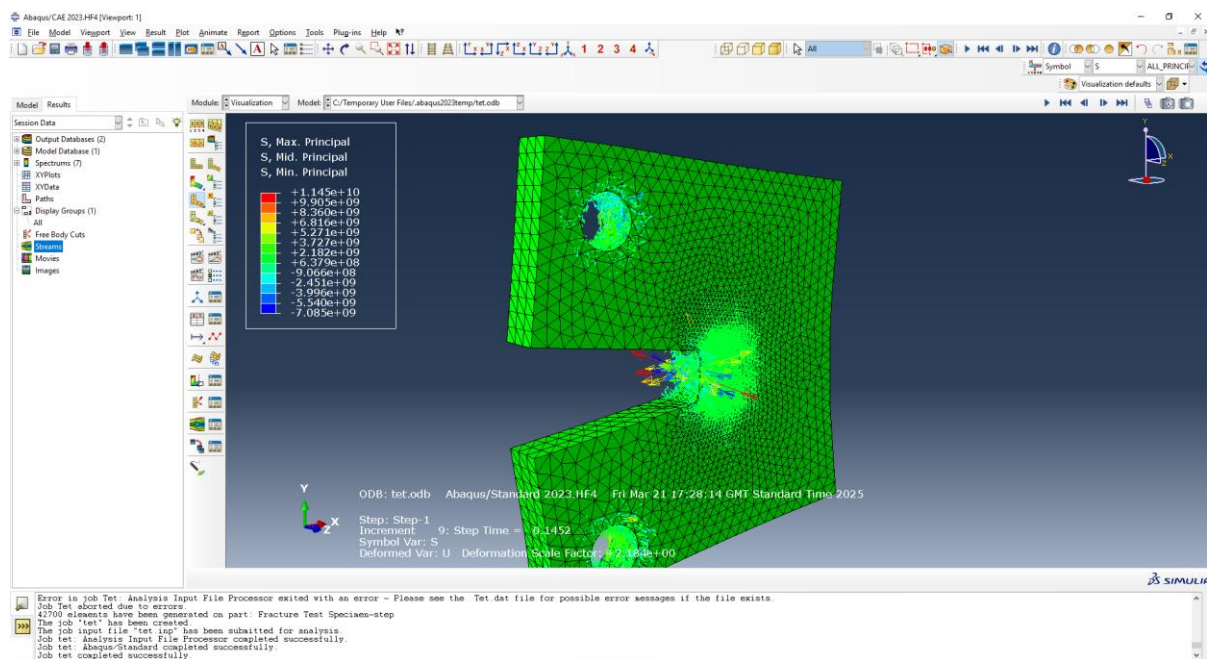 Abaqus/CAE 2023.HF4 [Viewport: 1]
File Model Viewport View Result Plot Animate Report Options Tools Plug-ins Help
All
1 2 3 4
Symbol S ALL_PRINCIP
Visualization defaults
Model Results
Module: Visualization Model: C:/Temporary User Files/.abaqus2023temp/tet.odb
Session Data
Output Databases (2)
Model Database (1)
Spectrums (7)
XYPlots
XYData
Paths
Display Groups (1)
All
Free Body Cuts
Streams
Movies
Images
S, Max. Principal
S, Mid. Principal
S, Min. Principal
+1.145e+10
+9.905e+09
+8.360e+09
+6.816e+09
+5.271e+09
+3.727e+09
+2.182e+09
+6.379e+08
-9.066e+08
-2.451e+09
-3.996e+09
-5.540e+09
-7.085e+09
Y
X
Z
Y
X
Z
ODB: tet.odb Abaqus/Standard 2023.HF4 Fri Mar 21 17:28:14 GMT Standard Time 2025
Step: Step-1
Increment 9: Step Time = 0.1452
Symbol Var: S
Deformed Var: U Deformation Scale Factor: +2.184e+00
SIMULIA
Error in job Tet: Analysis Input File Processor exited with an error - Please see the Tet.dat file for possible error messages if the file exists.
Job Tet aborted due to errors.
42700 elements have been generated on part: Fracture Test Specimen-step
The job "tet" has been created.
The job input file "tet.inp" has been submitted for analysis.
Job tet: Analysis Input File Processor completed successfully.
Job tet: Abaqus/Standard completed successfully.
Job tet completed successfully.